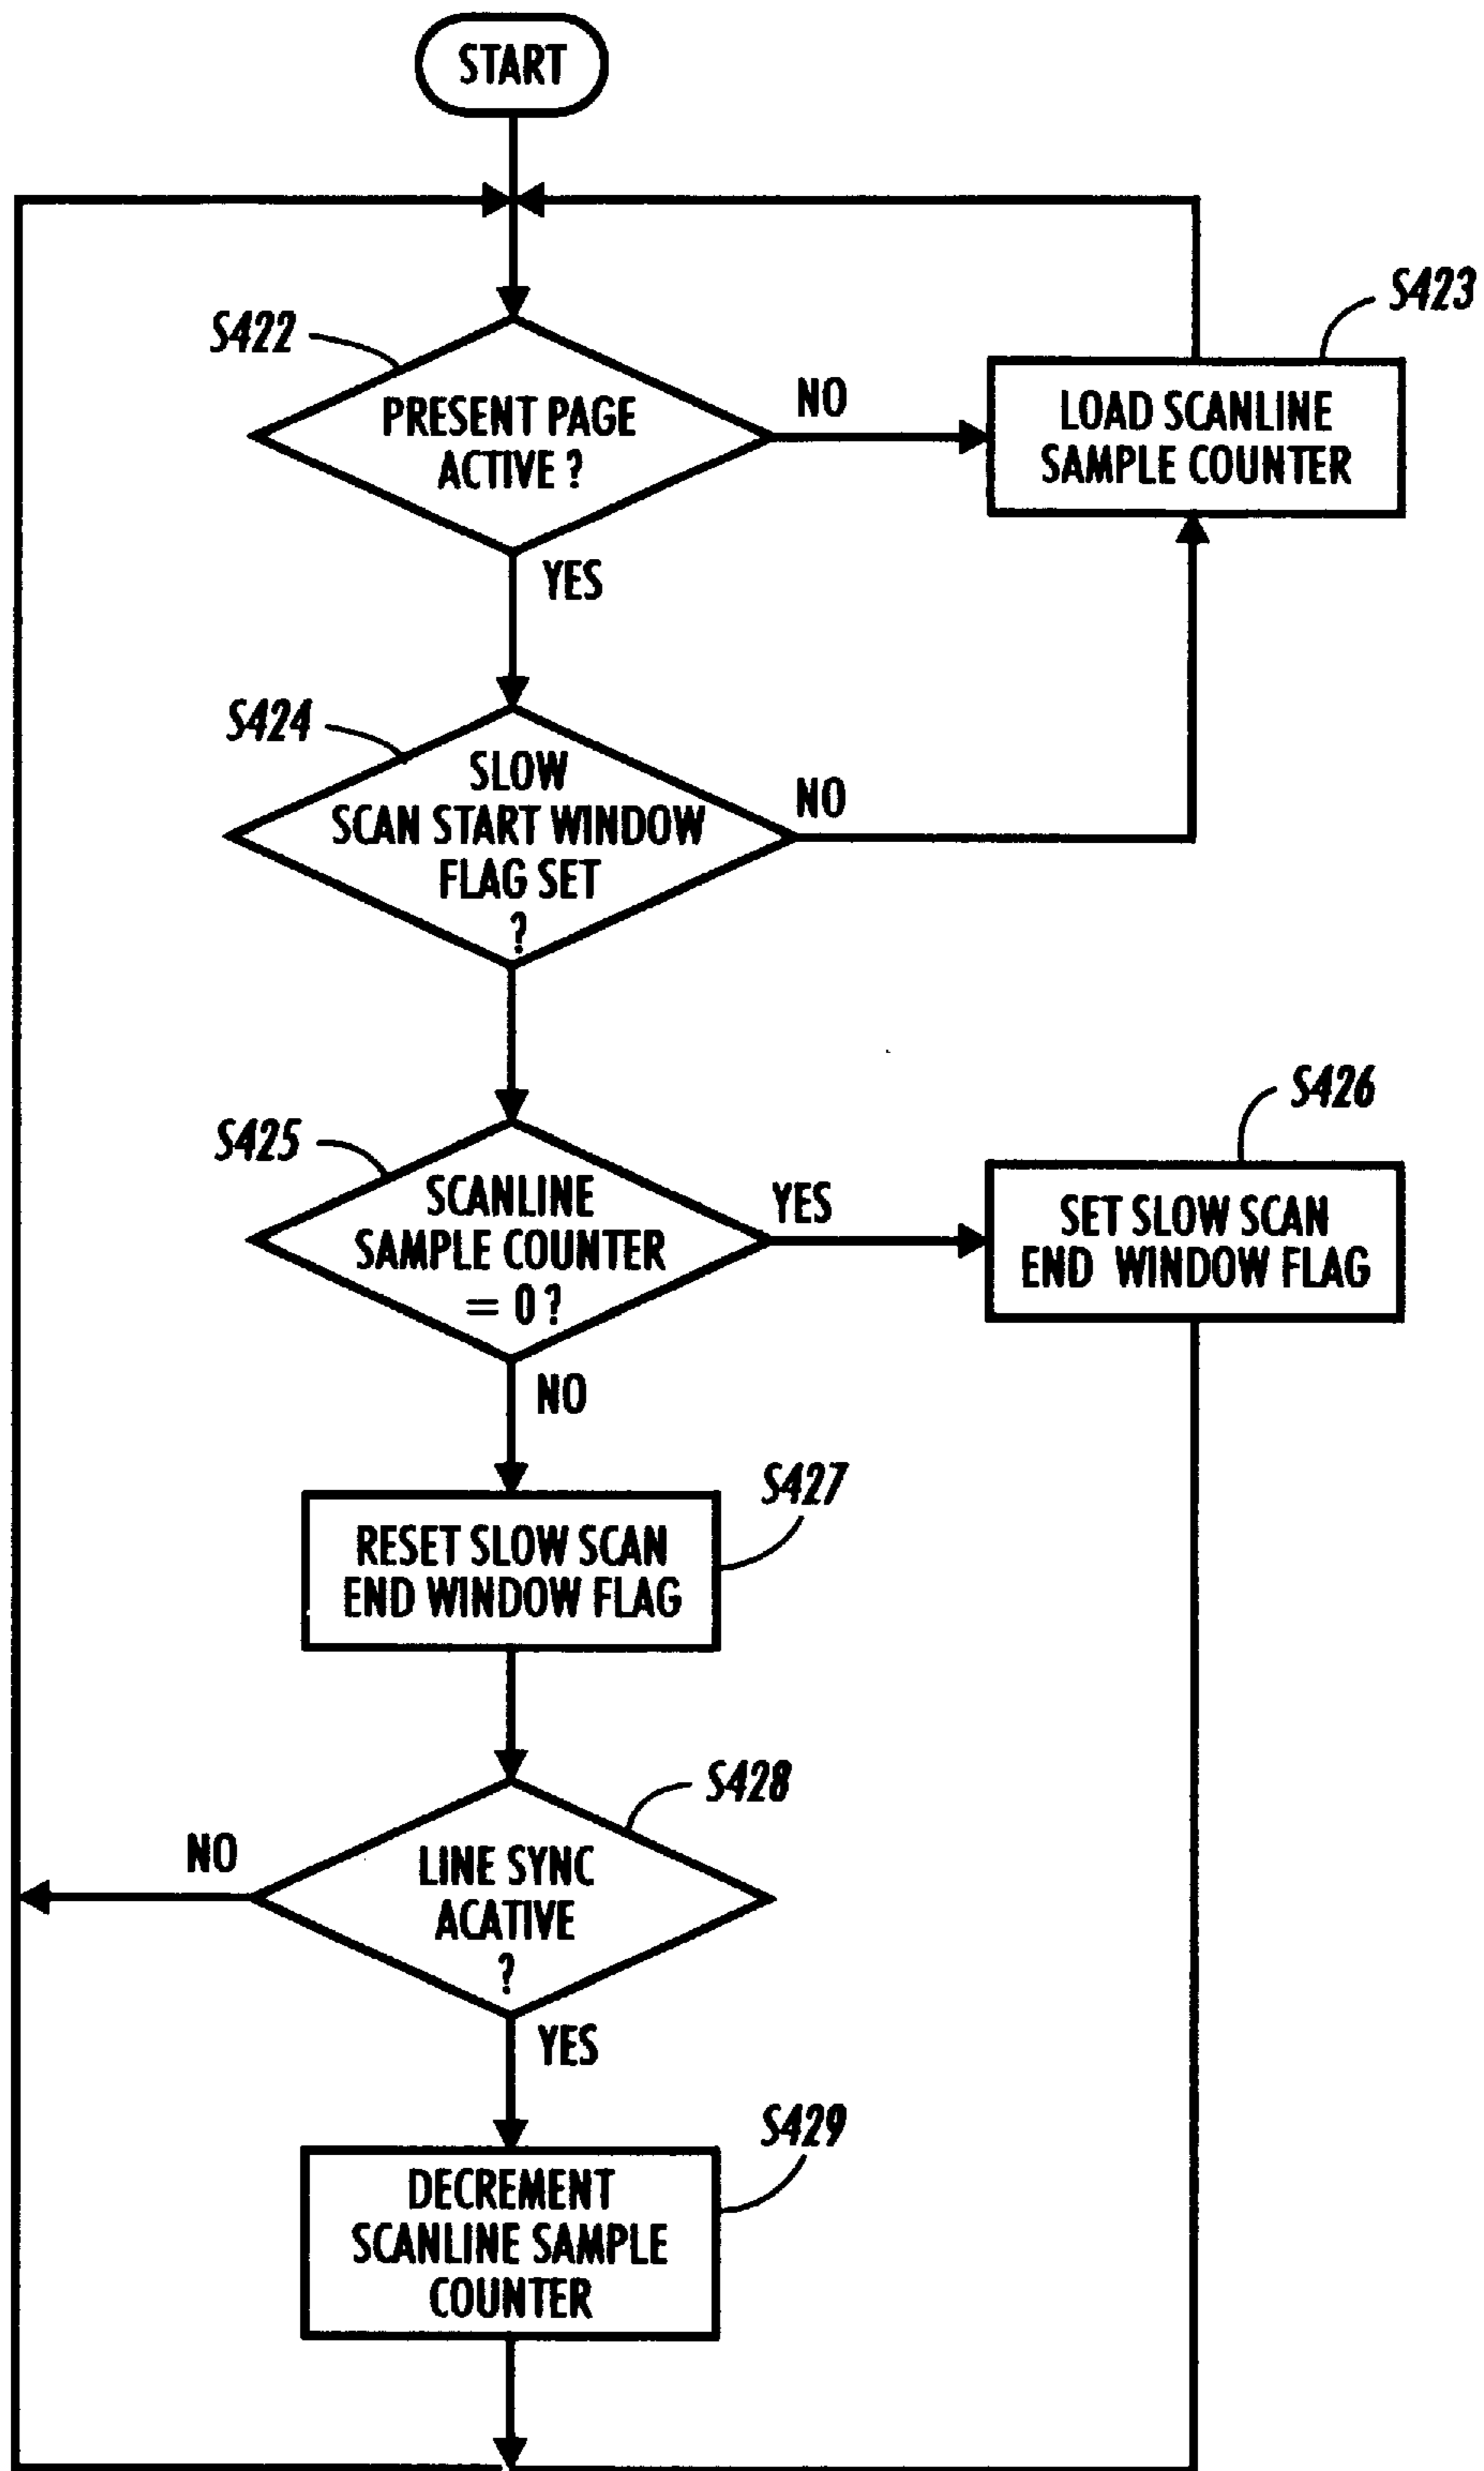 START
S422
PRESENT PAGE
ACTIVE ?
NO
YES
S423
LOAD SCANLINE
SAMPLE COUNTER
S424
SLOW
SCAN START WINDOW
FLAG SET
?
NO
S425
SCANLINE
SAMPLE COUNTER
= 0 ?
YES
NO
S426
SET SLOW SCAN
END WINDOW FLAG
S427
RESET SLOW SCAN
END WINDOW FLAG
S428
LINE SYNC
ACATIVE
?
NO
YES
S429
DECREMENT
SCANLINE SAMPLE
COUNTER